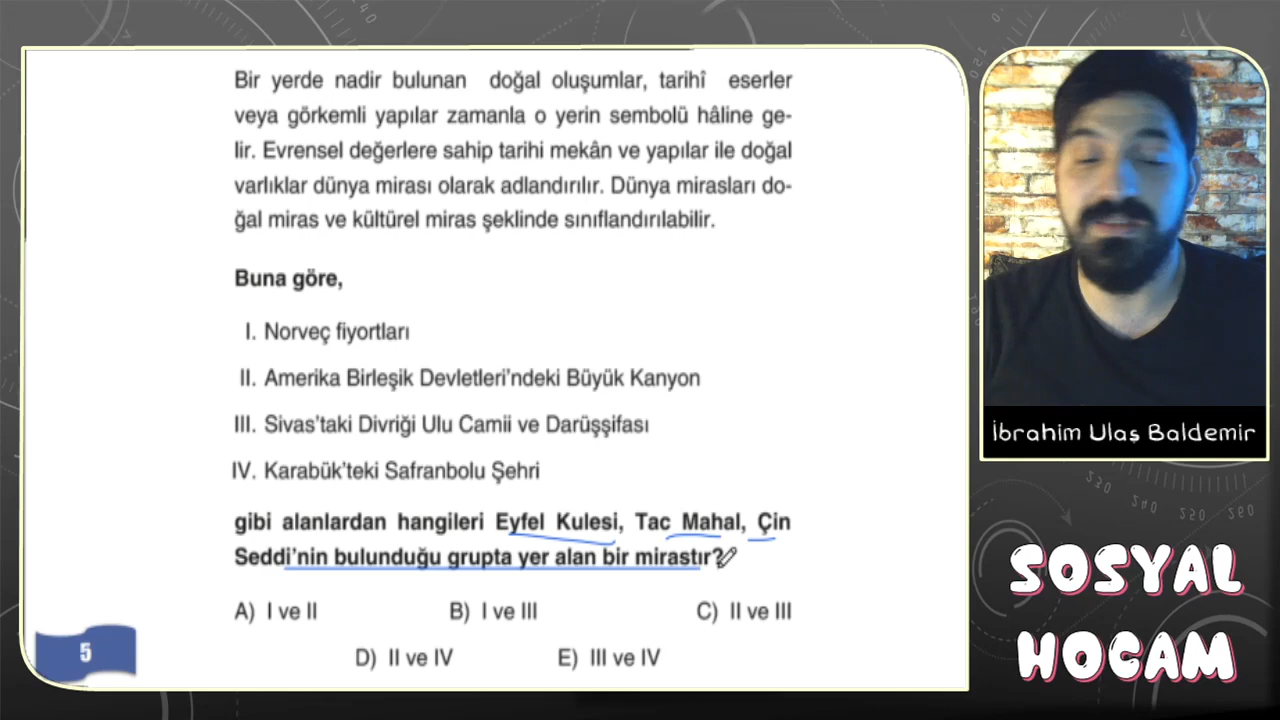 Bir yerde nadir bulunan doğal oluşumlar, tarihî eserler
veya görkemli yapılar zamanla o yerin sembolü hâline ge-
lir. Evrensel değerlere sahip tarihi mekân ve yapılar ile doğal
varlıklar dünya mirası olarak adlandırılır. Dünya mirasları do-
ğal miras ve kültürel miras şeklinde sınıflandırılabilir.
Buna göre,
I. Norveç fiyortları
II. Amerika Birleşik Devletleri'ndeki Büyük Kanyon
III. Sivas'taki Divriği Ulu Camii ve Darüşşifası
IV. Karabük'teki Safranbolu Şehri
gibi alanlardan hangileri Eyfel Kulesi, Tac Mahal, Çin
Seddi'nin bulunduğu grupta yer alan bir mirastır?
A) I ve II B) I ve III C) II ve III
D) II ve IV E) III ve IV
5
İbrahim Ulaş Baldemir
230 240 250 260
SOSYAL
HOCAM